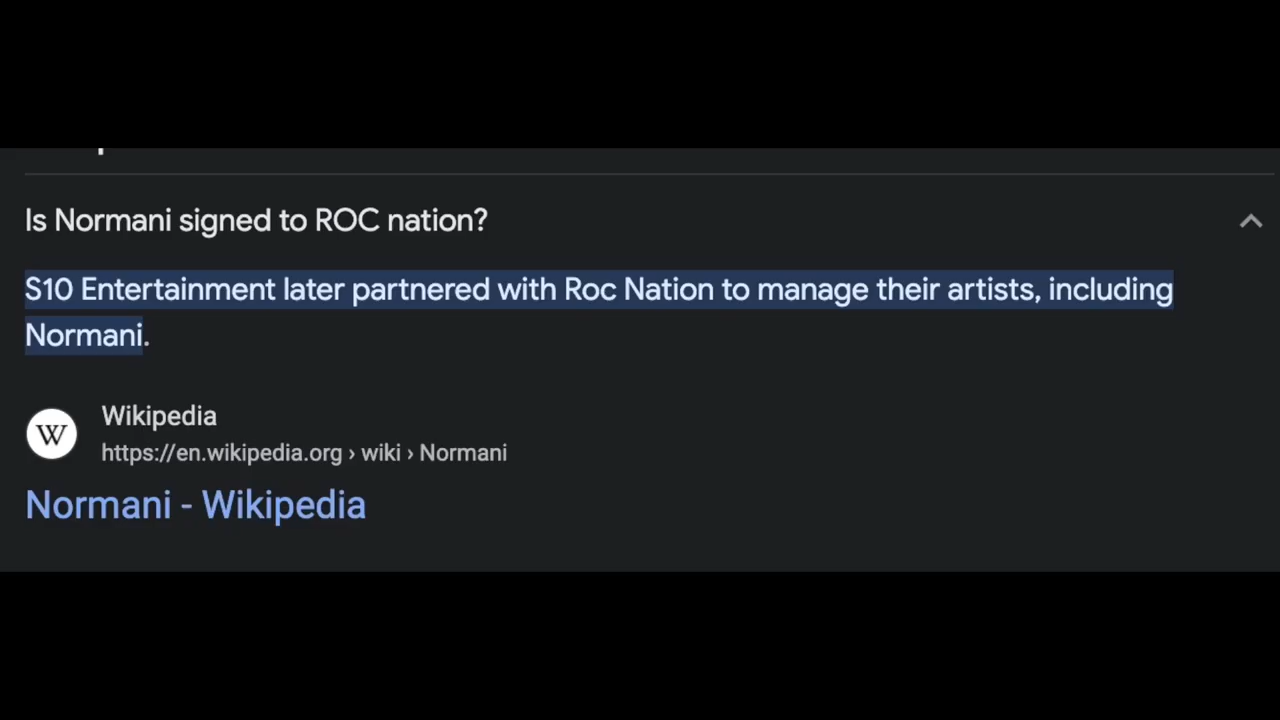 Is Normani signed to ROC nation?
S10 Entertainment later partnered with Roc Nation to manage their artists, including
Normani.
W
Wikipedia
https://en.wikipedia.org › wiki › Normani
Normani - Wikipedia